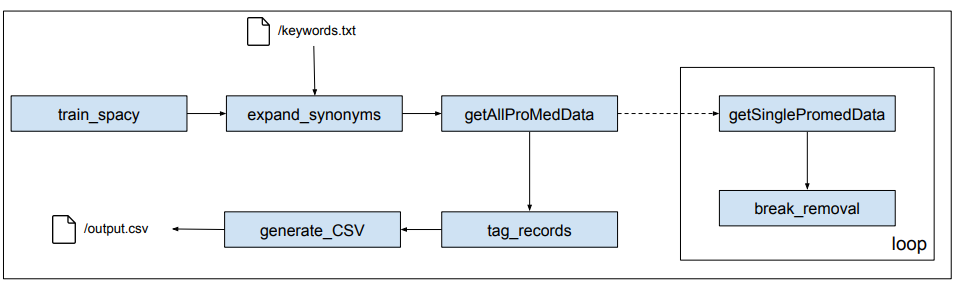 /keywords.txt
train_spacy
expand_synonyms
getAllProMedData
getSinglePromedData
break_removal
loop
/output.csv
generate_CSV
tag_records